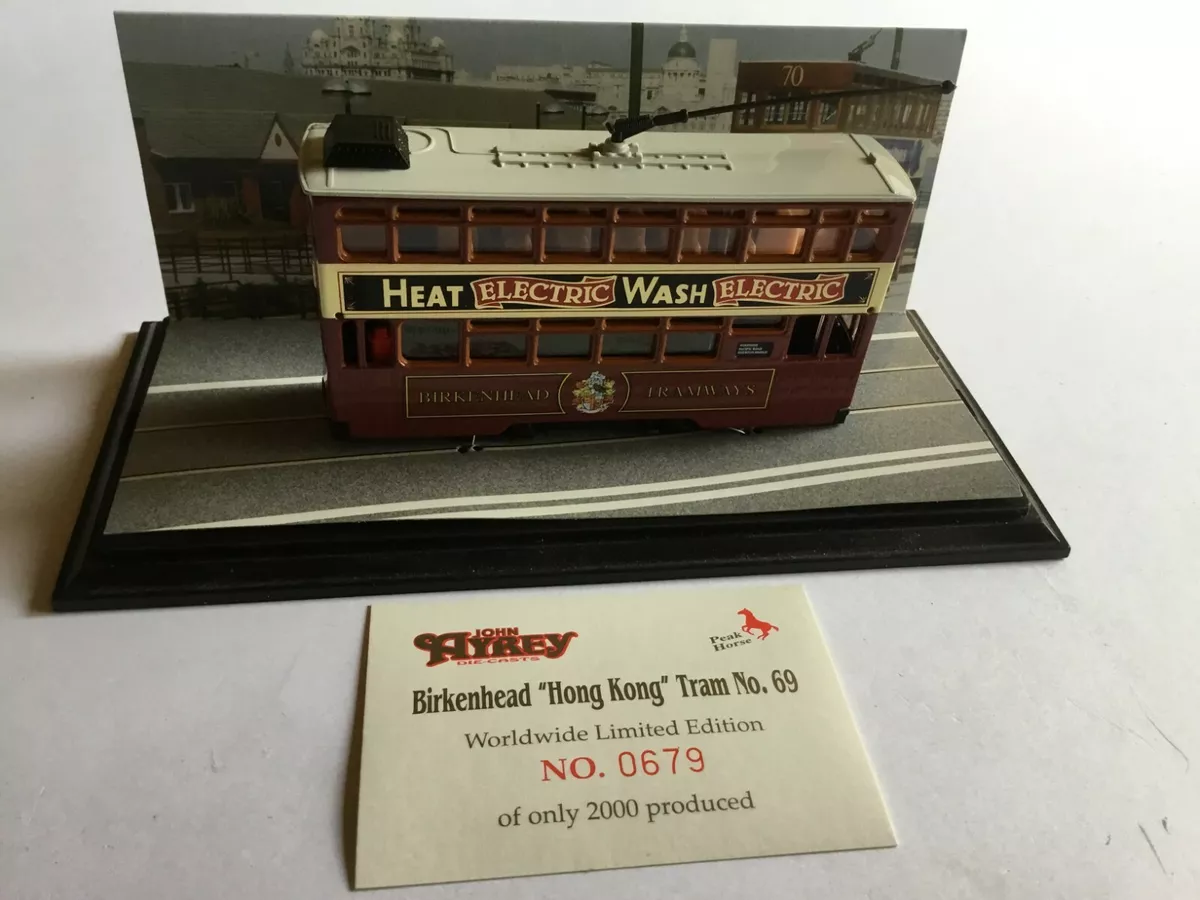 70
HEAT ELECTRIC WASH ELECTRIC
BIRKENHEAD TRAMWAYS
JOHN
AYREY
DIE-CASTS
Peak
Horse
Birkenhead "Hong Kong" Tram No. 69
Worldwide Limited Edition
NO. 0679
of only 2000 produced